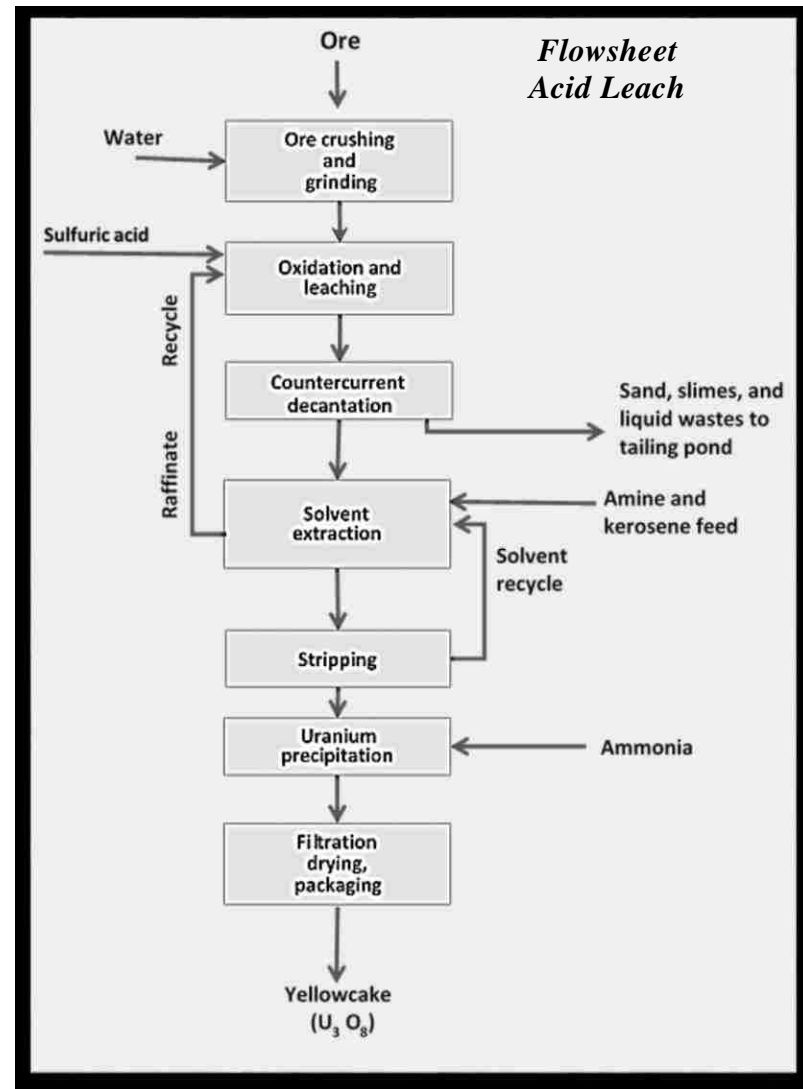 Flowsheet
Acid Leach
Ore
Water
Ore crushing
and
grinding
Sulfuric acid
Oxidation and
leaching
Recycle
Raffinate
Countercurrent
decantation
Sand, slimes, and
liquid wastes to
tailing pond
Solvent
extraction
Amine and
kerosene feed
Solvent
recycle
Stripping
Uranium
precipitation
Ammonia
Filtration
drying,
packaging
Yellowcake
(U₃ O₈)